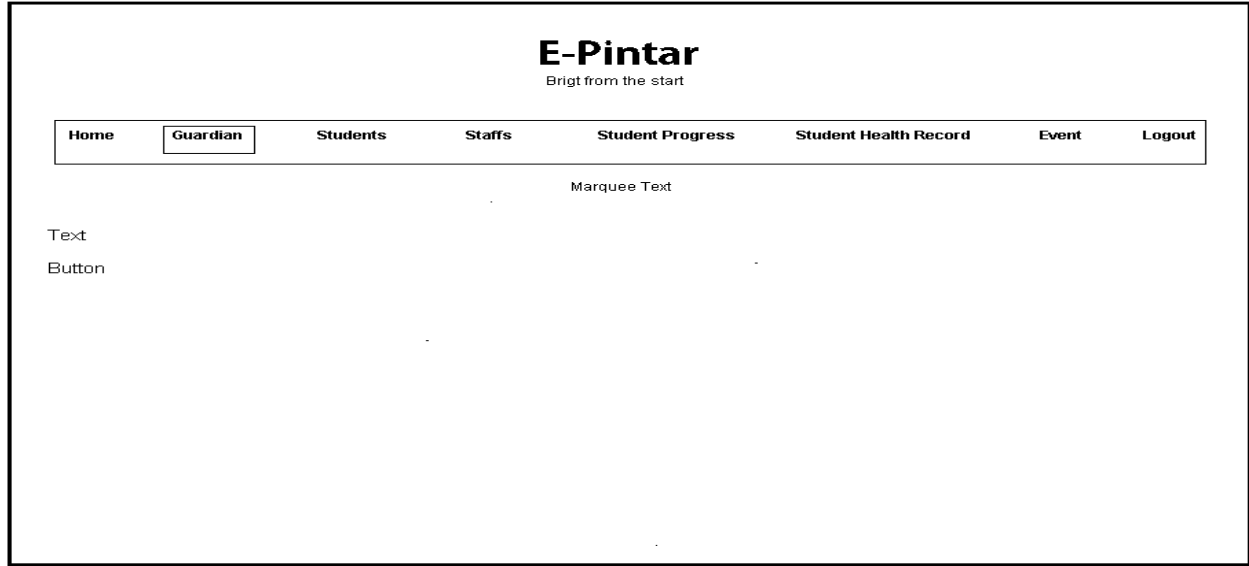 E-Pintar
Brigt from the start
Home Guardian Students Staffs Student Progress Student Health Record Event Logout
Marquee Text
Text
Button